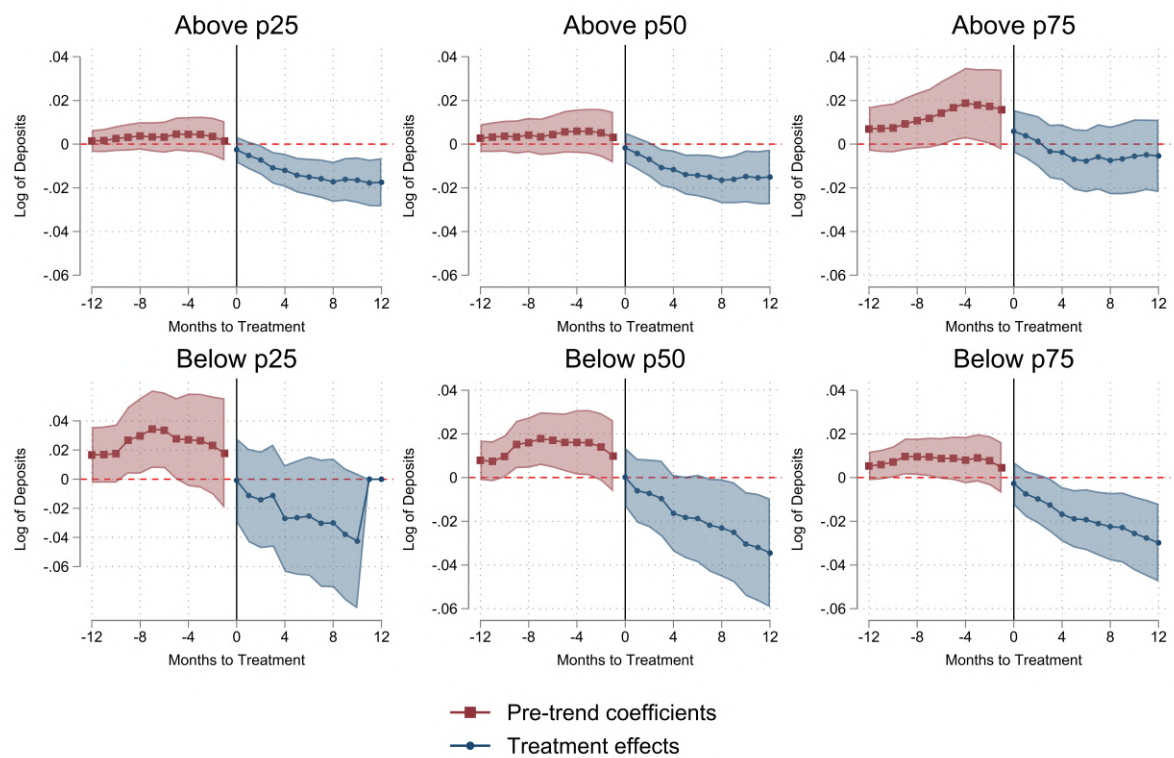 Above p25
Above p50
Above p75
Log of Deposits
.04
.02
0
-.02
-.04
-.06
-12 -8 -4 0 4 8 12
Months to Treatment
Log of Deposits
.04
.02
0
-.02
-.04
-.06
-12 -8 -4 0 4 8 12
Months to Treatment
Log of Deposits
.04
.02
0
-.02
-.04
-.06
-12 -8 -4 0 4 8 12
Months to Treatment
Below p25
Below p50
Below p75
Log of Deposits
.04
.02
0
-.02
-.04
-.06
-12 -8 -4 0 4 8 12
Months to Treatment
Log of Deposits
.04
.02
0
-.02
-.04
-.06
-12 -8 -4 0 4 8 12
Months to Treatment
Log of Deposits
.04
.02
0
-.02
-.04
-.06
-12 -8 -4 0 4 8 12
Months to Treatment
Pre-trend coefficients
Treatment effects